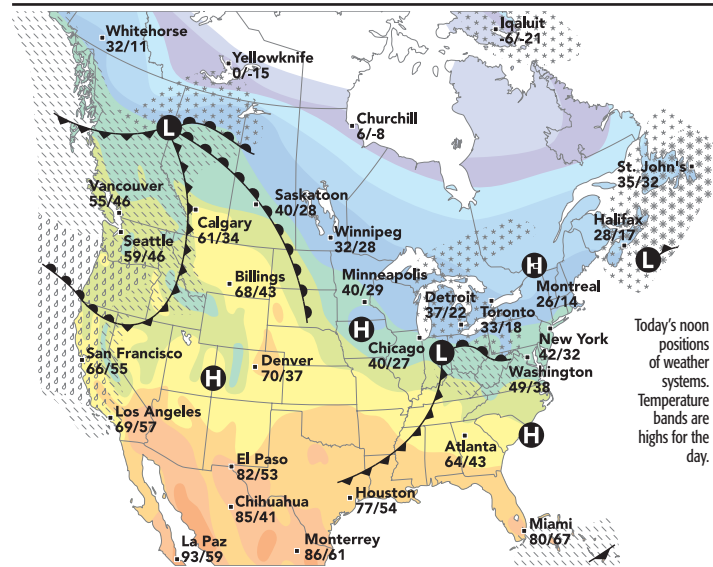 Whitehorse
32/11
Iqaluit
-6/-21
Yellowknife
0/-15
Churchill
6/-8
L
St. John's
35/32
Vancouver
55/46
Saskatoon
40/28
Calgary
61/34
Halifax
28/17
Seattle
59/46
Winnipeg
32/28
L
H
Billings
68/43
Minneapolis
40/29
Montreal
26/14
Detroit
37/22
Toronto
33/18
H
New York
42/32
Chicago
40/27
L
Washington
49/38
San Francisco
66/55
Denver
70/37
H
Los Angeles
69/57
Atlanta
64/43
H
El Paso
82/53
Houston
77/54
Chihuahua
85/41
Miami
80/67
La Paz
93/59
Monterrey
86/61
Today's noon
positions
of weather
systems.
Temperature
bands are
highs for the
day.